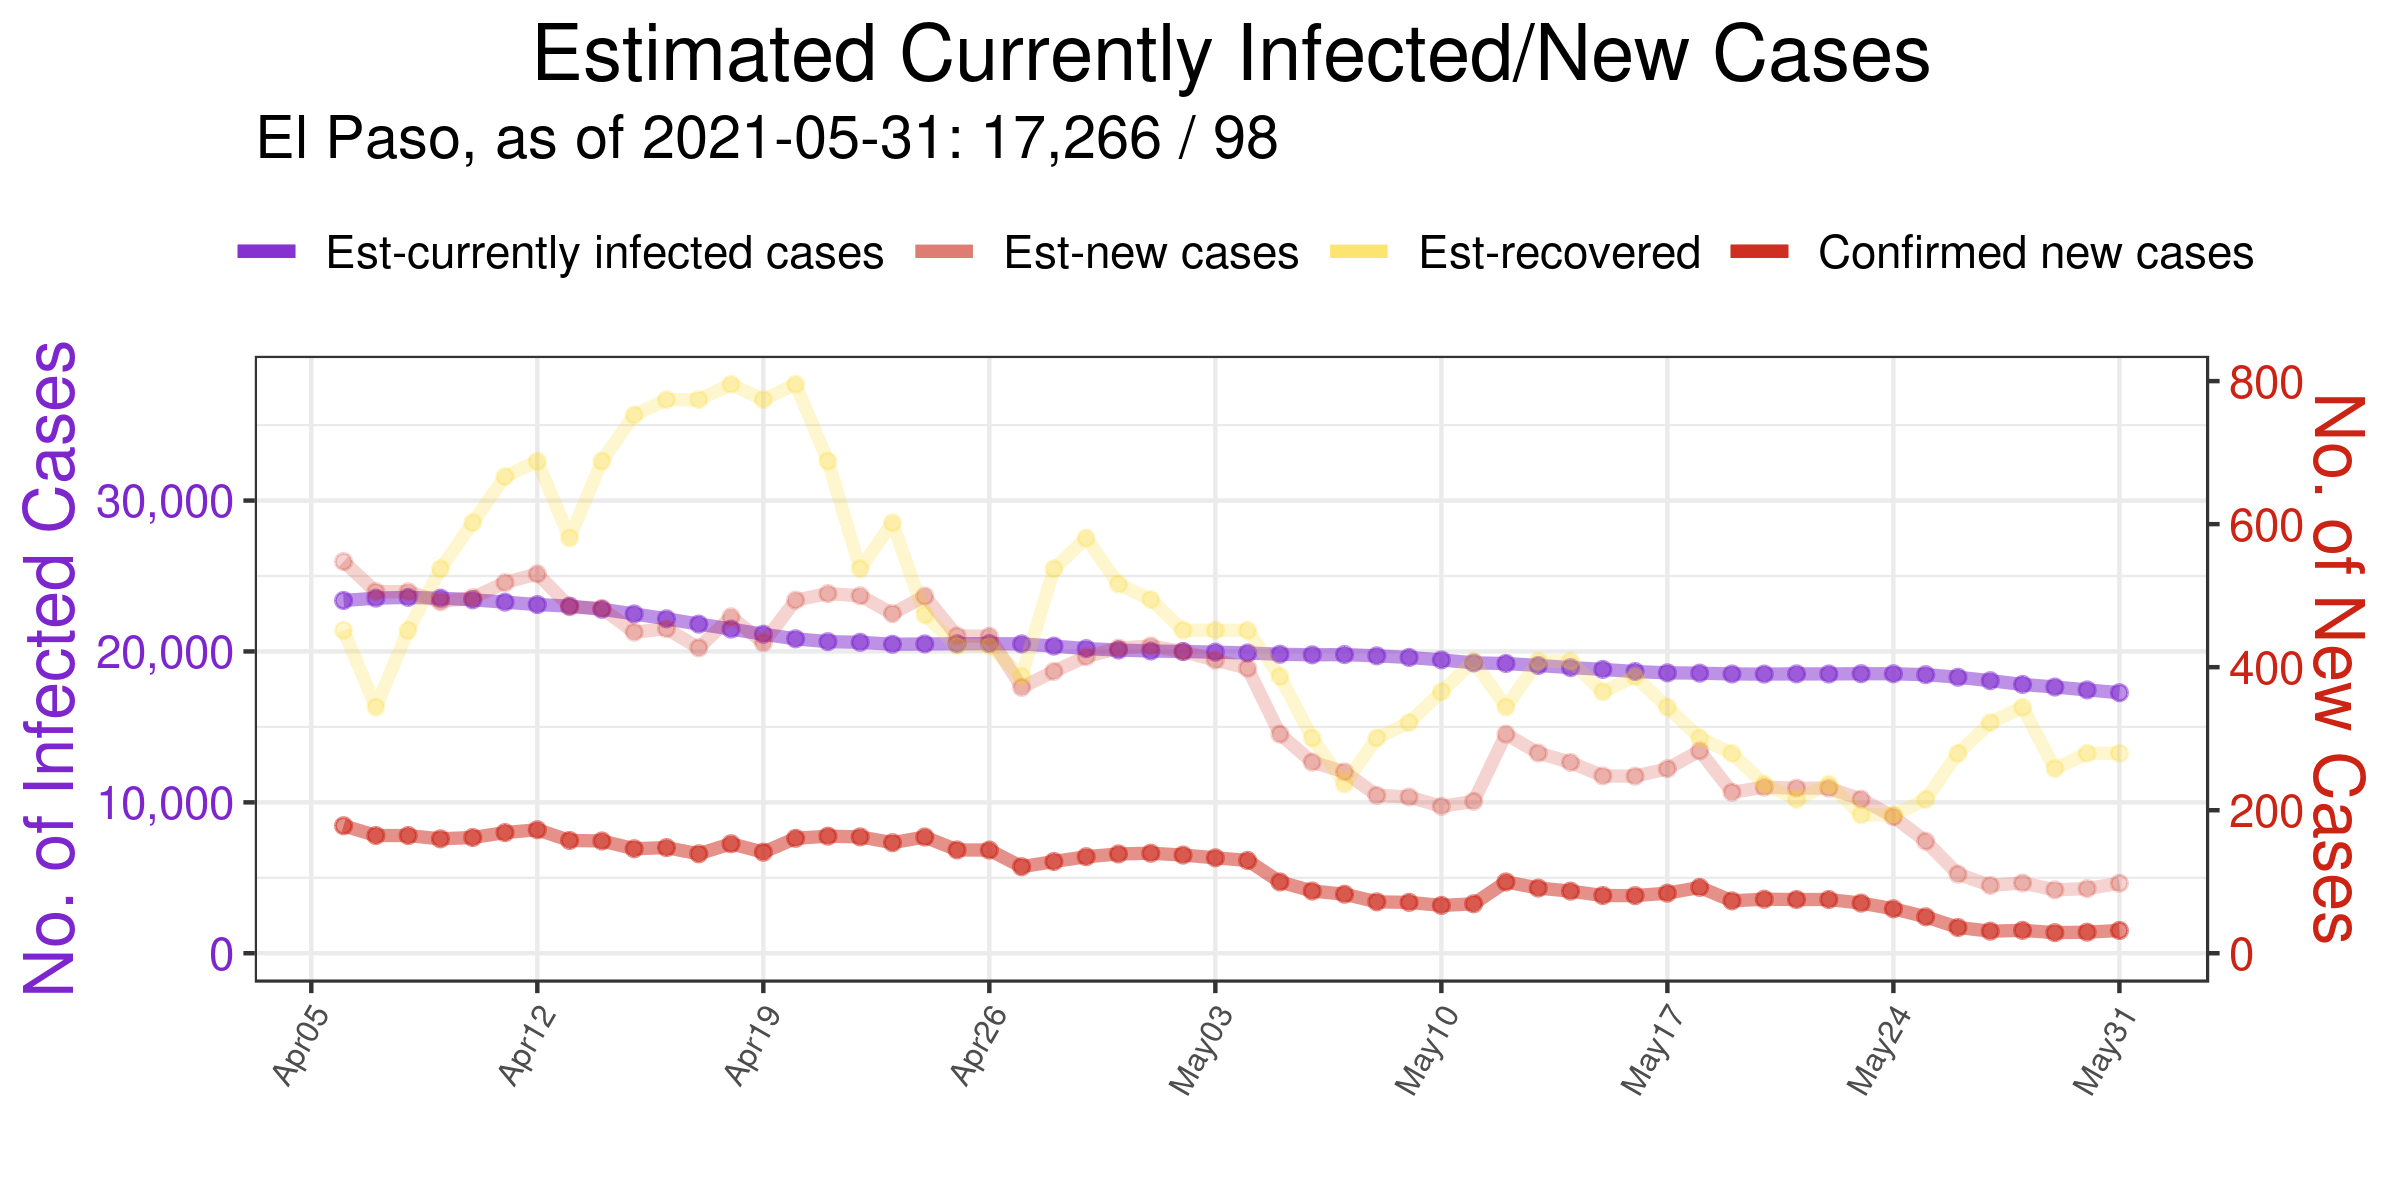 Estimated Currently Infected/New Cases
El Paso, as of 2021-05-31: 17,266 / 98
Est-currently infected cases Est-new cases Est-recovered Confirmed new cases
No. of Infected Cases
30,000
20,000
10,000
0
800
600
400
200
0
No. of New Cases
Apr05 Apr12 Apr19 Apr26 May03 May10 May17 May24 May31